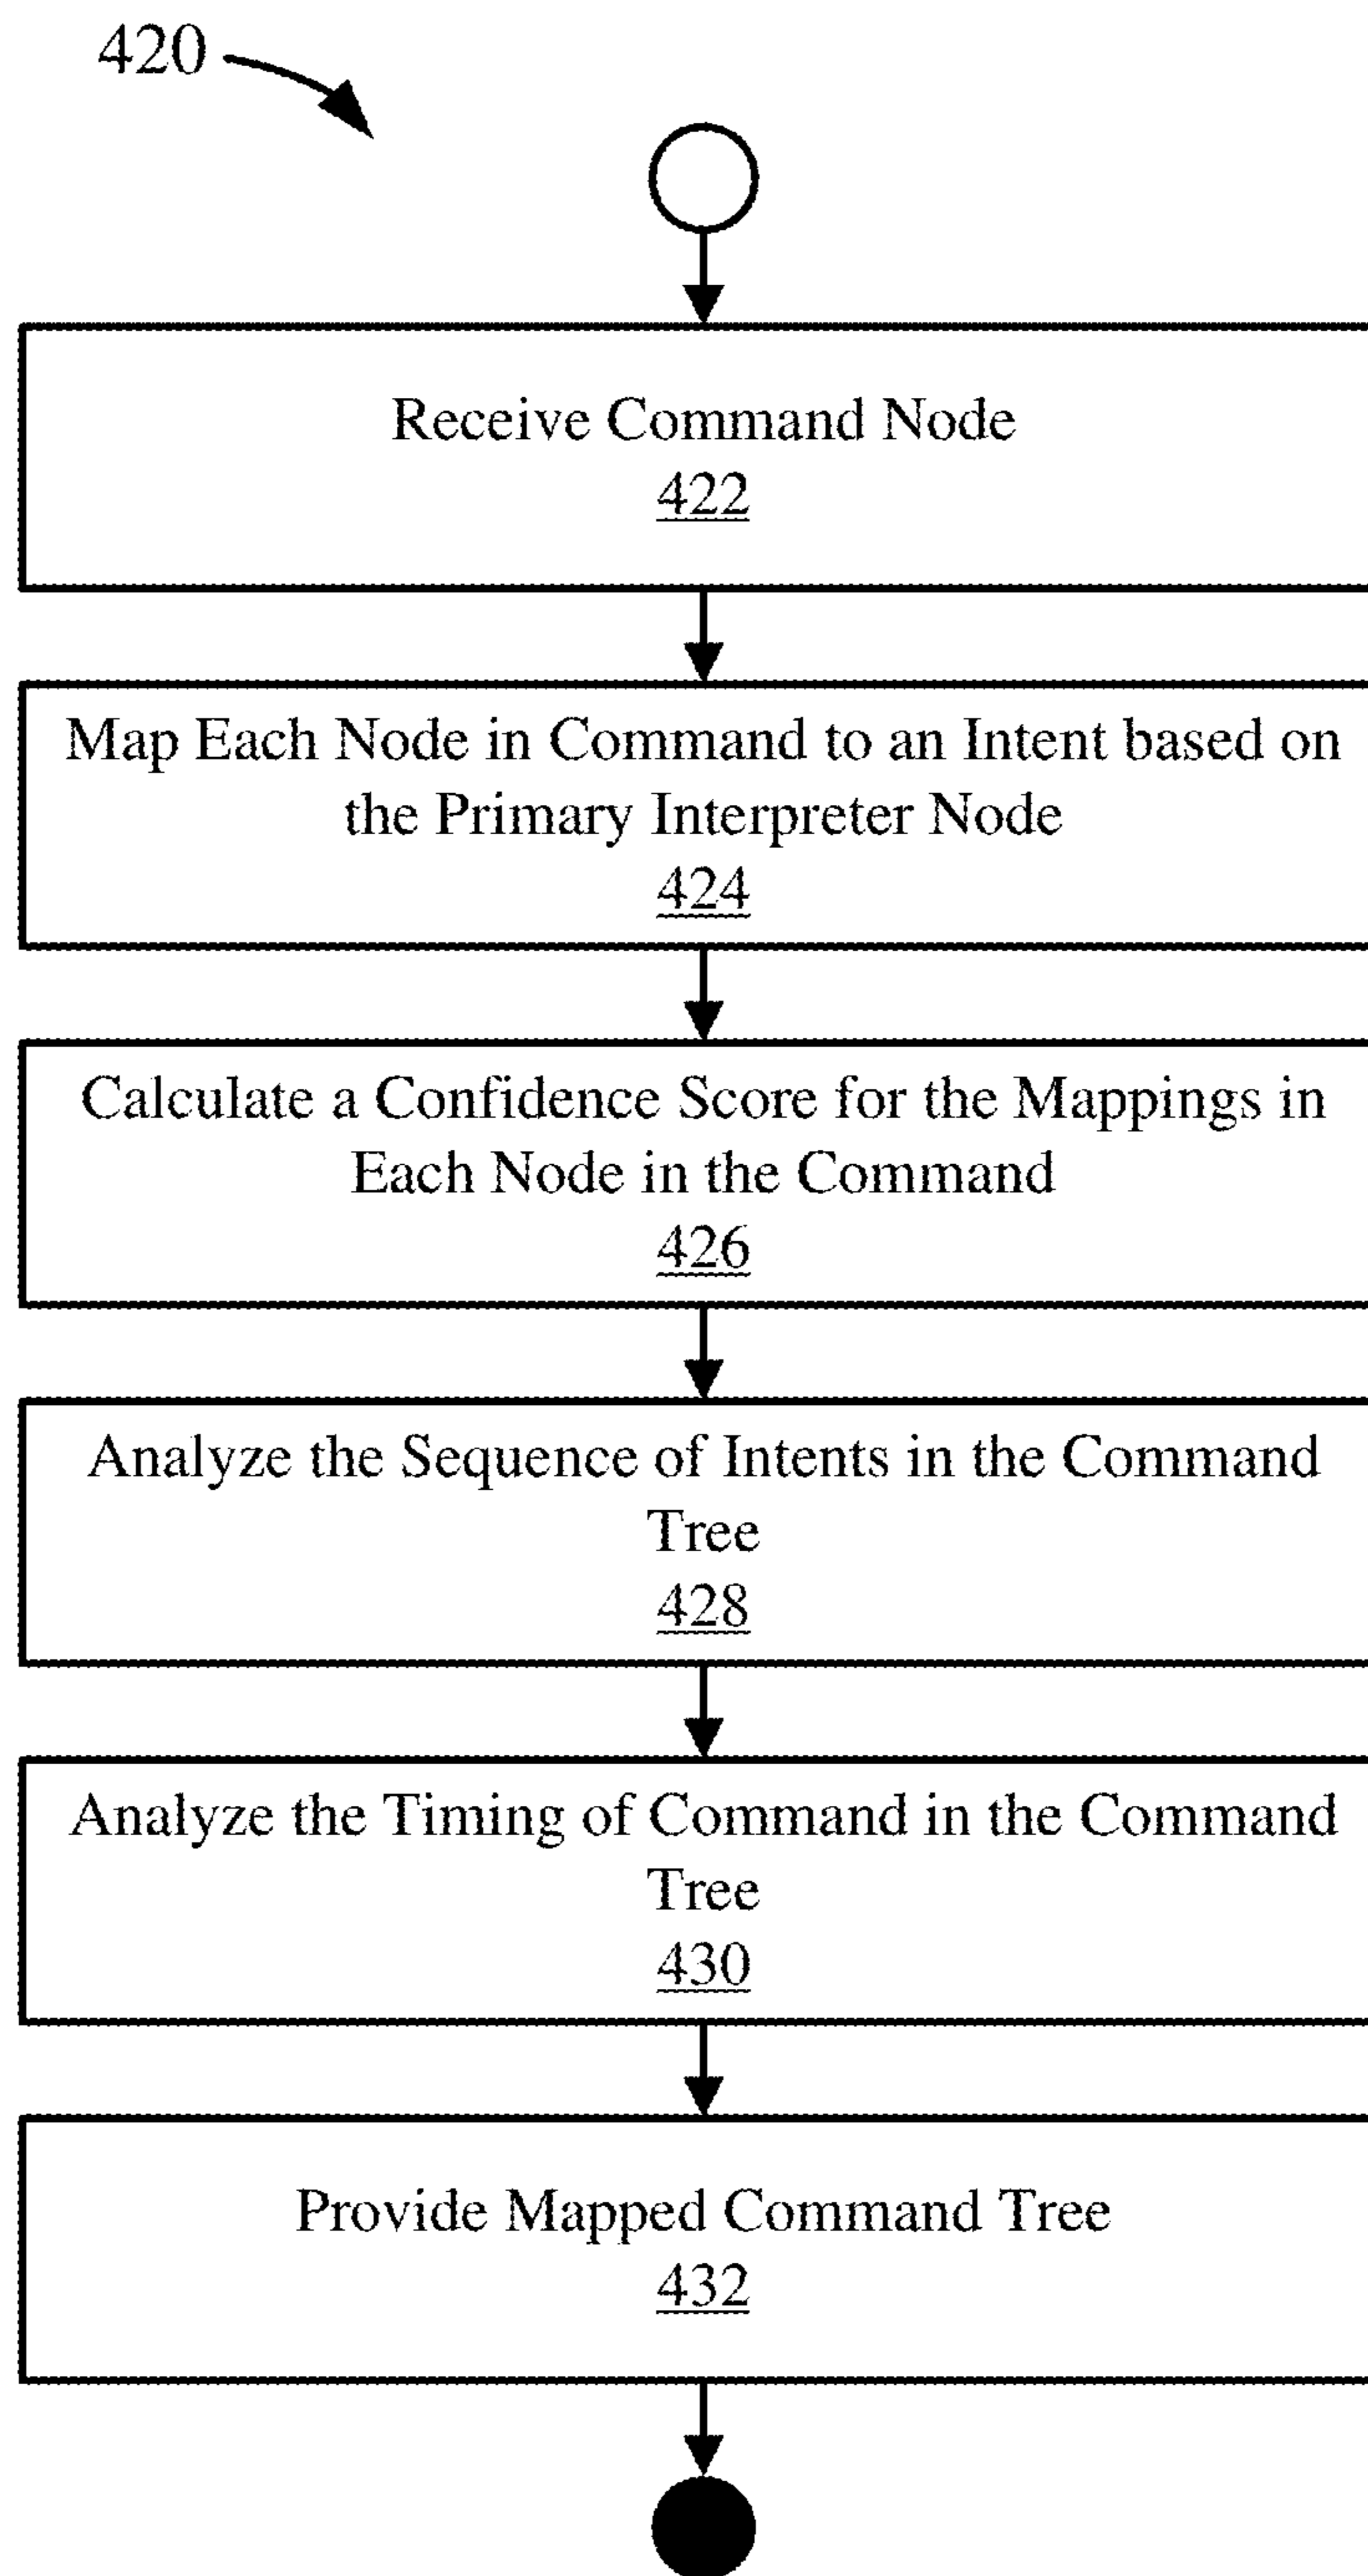 420
Receive Command Node
422
Map Each Node in Command to an Intent based on
the Primary Interpreter Node
424
Calculate a Confidence Score for the Mappings in
Each Node in the Command
426
Analyze the Sequence of Intents in the Command
Tree
428
Analyze the Timing of Command in the Command
Tree
430
Provide Mapped Command Tree
432